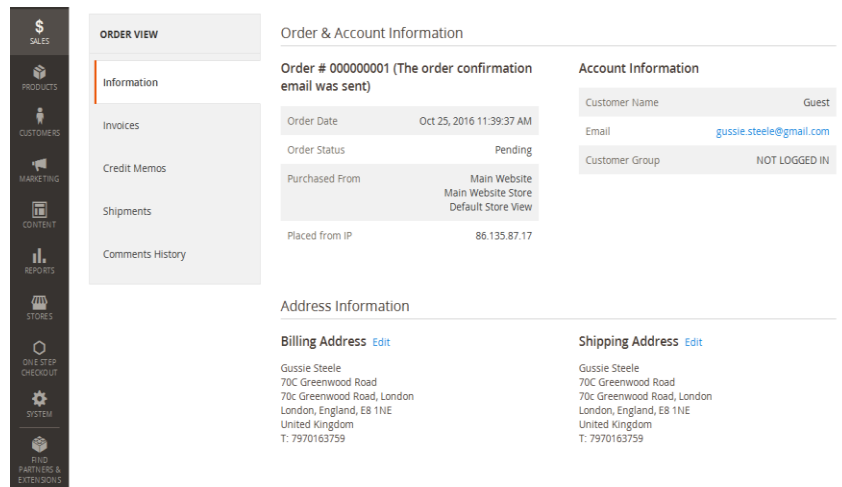 $
SALES
PRODUCTS
CUSTOMERS
MARKETING
CONTENT
REPORTS
STORES
ONE STEP
CHECKOUT
SYSTEM
FIND
PARTNERS &
EXTENSIONS
ORDER VIEW
Information
Invoices
Credit Memos
Shipments
Comments History
Order & Account Information
Order # 000000001 (The order confirmation
email was sent)
Order Date Oct 25, 2016 11:39:37 AM
Order Status Pending
Purchased From Main Website
Main Website Store
Default Store View
Placed from IP 86.135.87.17
Account Information
Customer Name Guest
Email gussie.steele@gmail.com
Customer Group NOT LOGGED IN
Address Information
Billing Address Edit
Gussie Steele
70C Greenwood Road
70c Greenwood Road, London
London, England, E8 1NE
United Kingdom
T: 7970163759
Shipping Address Edit
Gussie Steele
70C Greenwood Road
70c Greenwood Road, London
London, England, E8 1NE
United Kingdom
T: 7970163759